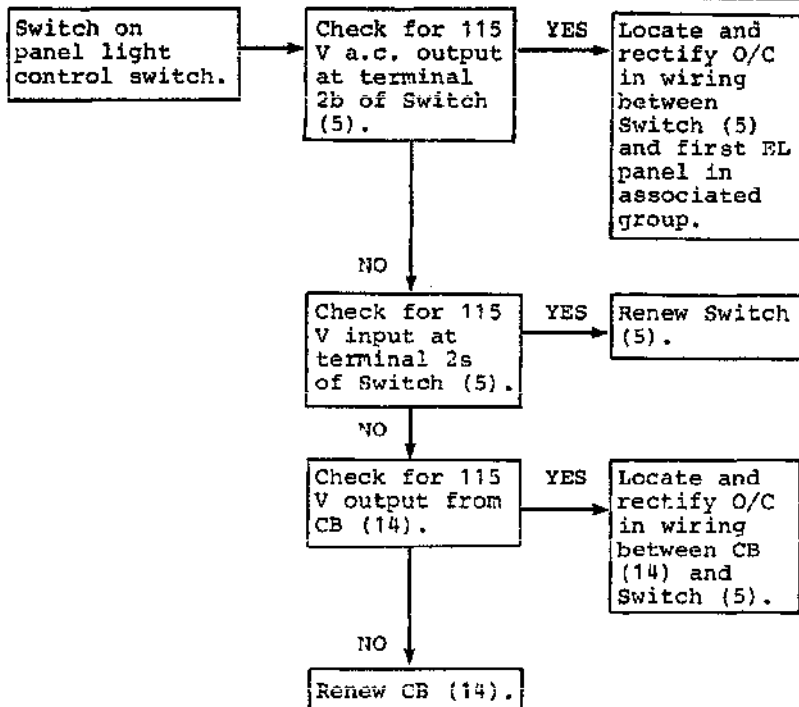 Switch on
panel light
control switch.
Check for 115
V a.c. output
at terminal
2b of Switch
(5).
YES
Locate and
rectify O/C
in wiring
between
Switch (5)
and first EL
panel in
associated
group.
NO
Check for 115
V input at
terminal 2s
of Switch (5).
YES
Renew Switch
(5).
NO
Check for 115
V output from
CB (14).
YES
Locate and
rectify O/C
in wiring
between CB
(14) and
Switch (5).
NO
Renew CB (14).